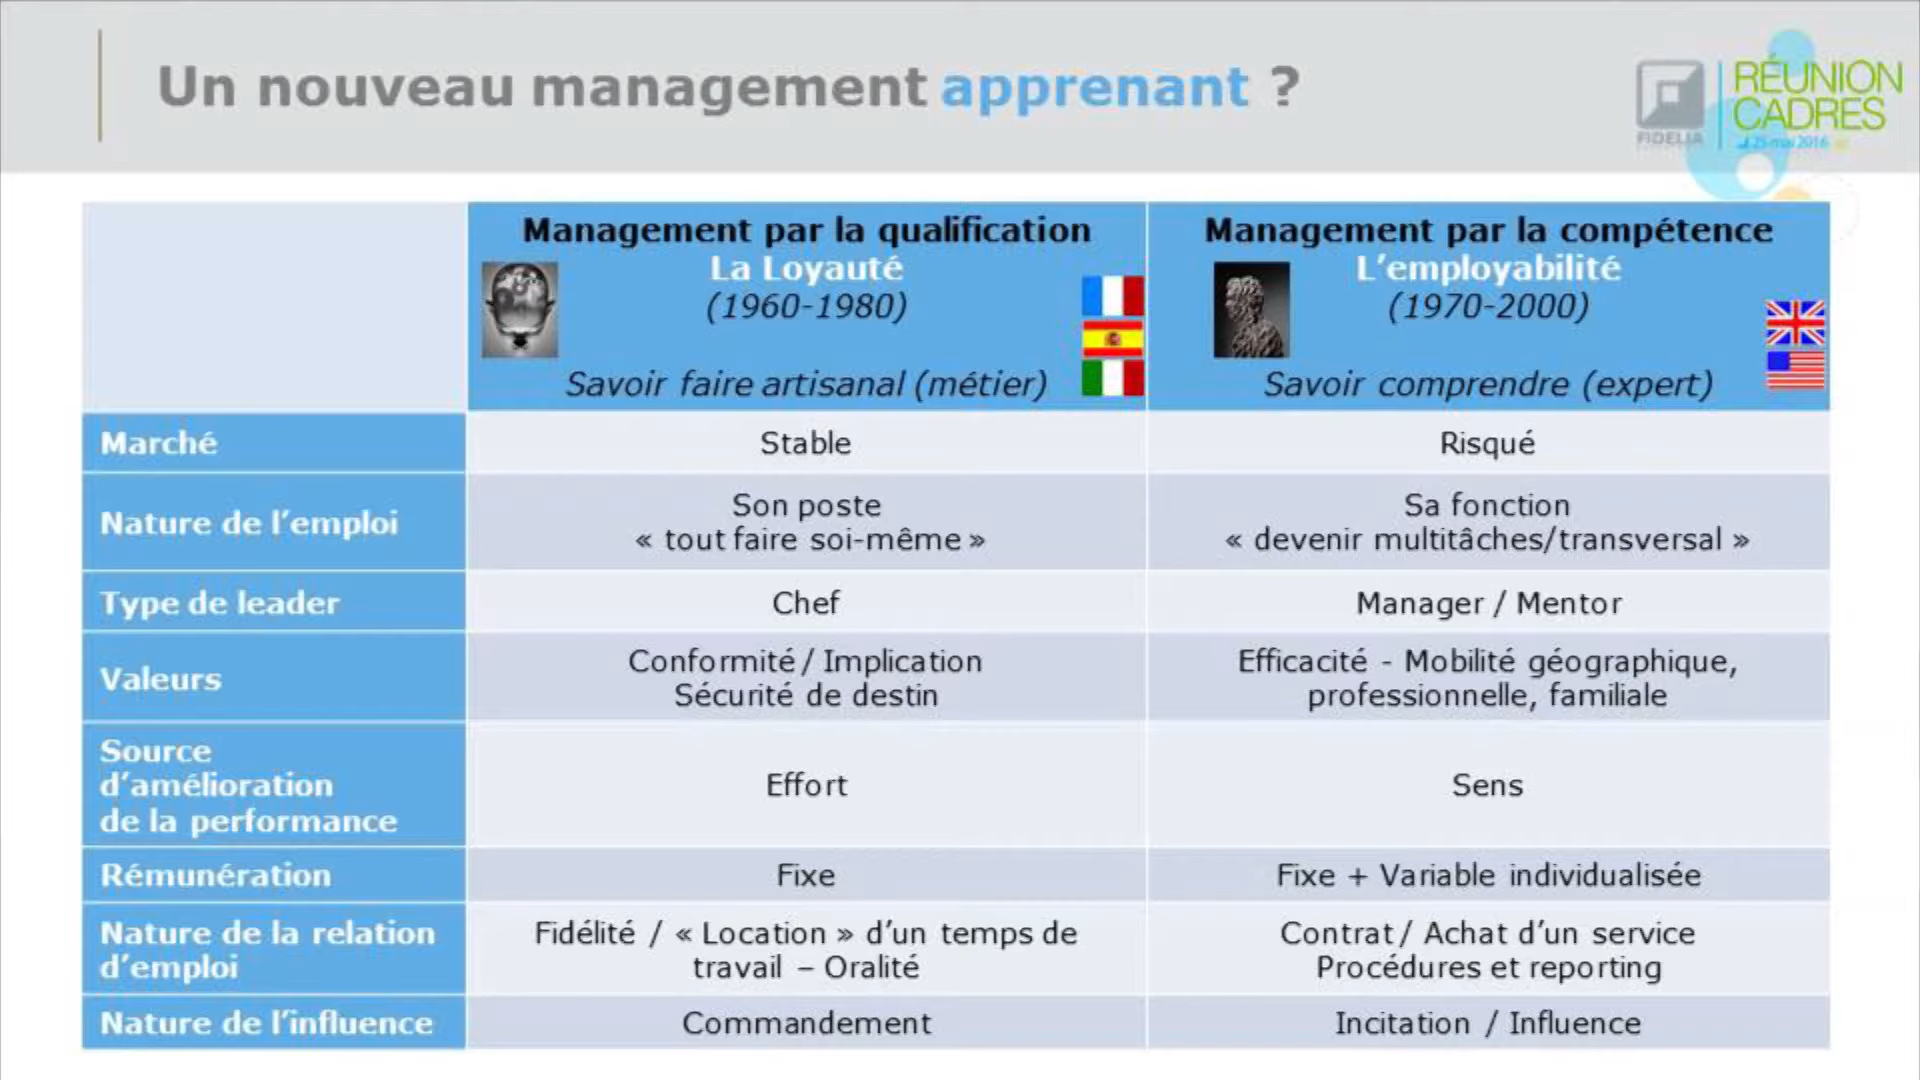 Un nouveau management apprenant ?
FIDELIA
RÉUNION
CADRES
25 mai 2016
Management par la qualification
La Loyauté
(1960-1980)
Savoir faire artisanal (métier)
Management par la compétence
L'employabilité
(1970-2000)
Savoir comprendre (expert)
Marché
Stable
Risqué
Nature de l'emploi
Son poste
« tout faire soi-même »
Sa fonction
« devenir multitâches/transversal »
Type de leader
Chef
Manager / Mentor
Valeurs
Conformité / Implication
Sécurité de destin
Efficacité - Mobilité géographique,
professionnelle, familiale
Source
d'amélioration
de la performance
Effort
Sens
Rémunération
Fixe
Fixe + Variable individualisée
Nature de la relation
d'emploi
Fidélité / « Location » d'un temps de
travail – Oralité
Contrat / Achat d'un service
Procédures et reporting
Nature de l'influence
Commandement
Incitation / Influence